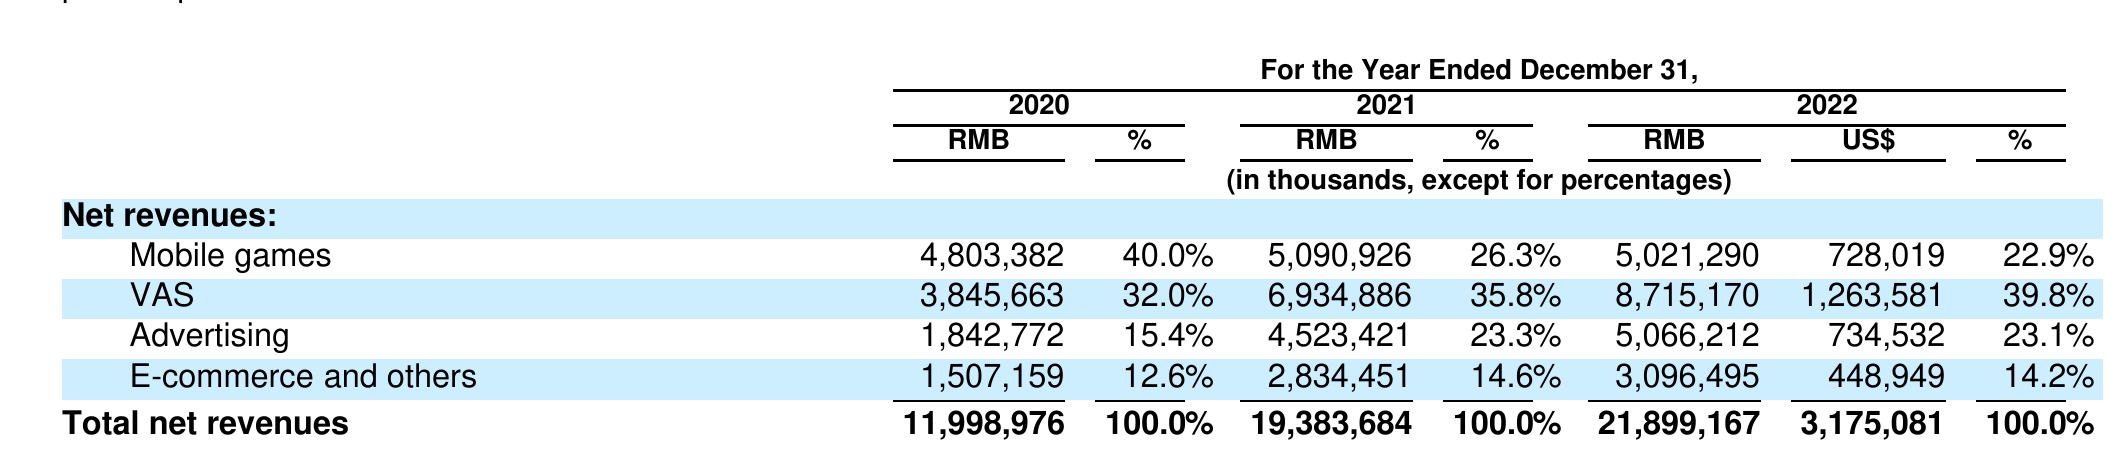 For the Year Ended December 31,
2020 2021 2022
RMB % RMB % RMB US$ %
(in thousands, except for percentages)
Net revenues:
Mobile games 4,803,382 40.0% 5,090,926 26.3% 5,021,290 728,019 22.9%
VAS 3,845,663 32.0% 6,934,886 35.8% 8,715,170 1,263,581 39.8%
Advertising 1,842,772 15.4% 4,523,421 23.3% 5,066,212 734,532 23.1%
E-commerce and others 1,507,159 12.6% 2,834,451 14.6% 3,096,495 448,949 14.2%
Total net revenues 11,998,976 100.0% 19,383,684 100.0% 21,899,167 3,175,081 100.0%